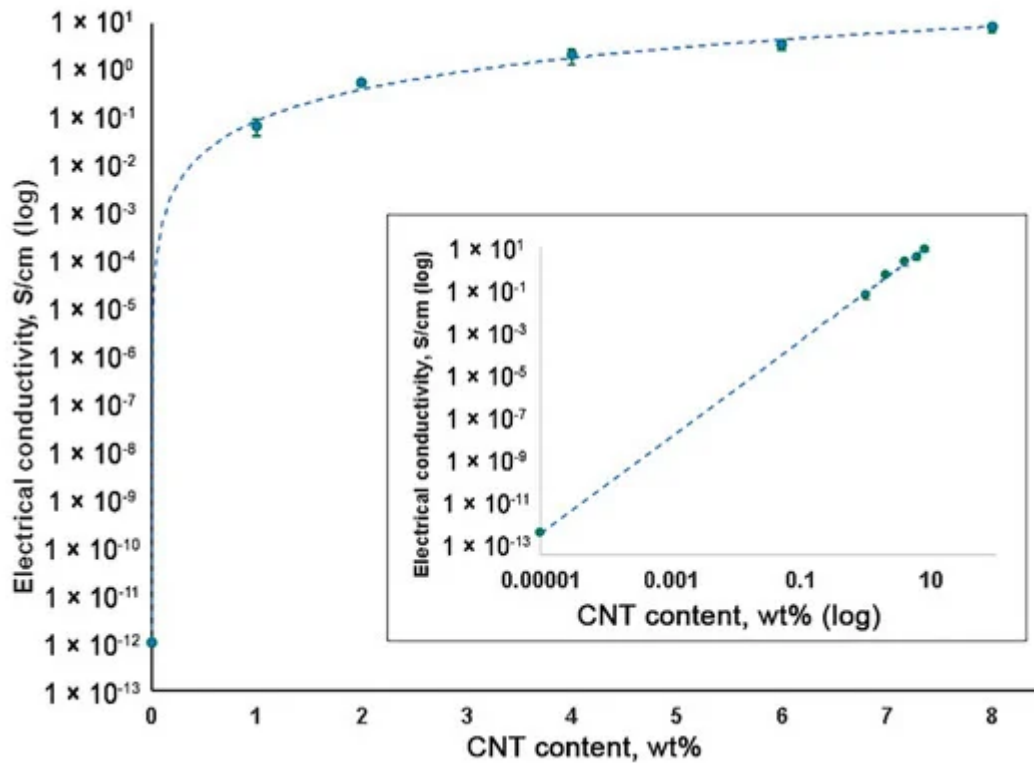 Electrical conductivity, S/cm (log)
1 × 10¹
1 × 10⁰
1 × 10⁻¹
1 × 10⁻²
1 × 10⁻³
1 × 10⁻⁴
1 × 10⁻⁵
1 × 10⁻⁶
1 × 10⁻⁷
1 × 10⁻⁸
1 × 10⁻⁹
1 × 10⁻¹⁰
1 × 10⁻¹¹
1 × 10⁻¹²
1 × 10⁻¹³
0 1 2 3 4 5 6 7 8
CNT content, wt%
Electrical conductivity, S/cm (log)
1 × 10¹
1 × 10⁻¹
1 × 10⁻³
1 × 10⁻⁵
1 × 10⁻⁷
1 × 10⁻⁹
1 × 10⁻¹¹
1 × 10⁻¹³
0.00001 0.001 0.1 10
CNT content, wt% (log)